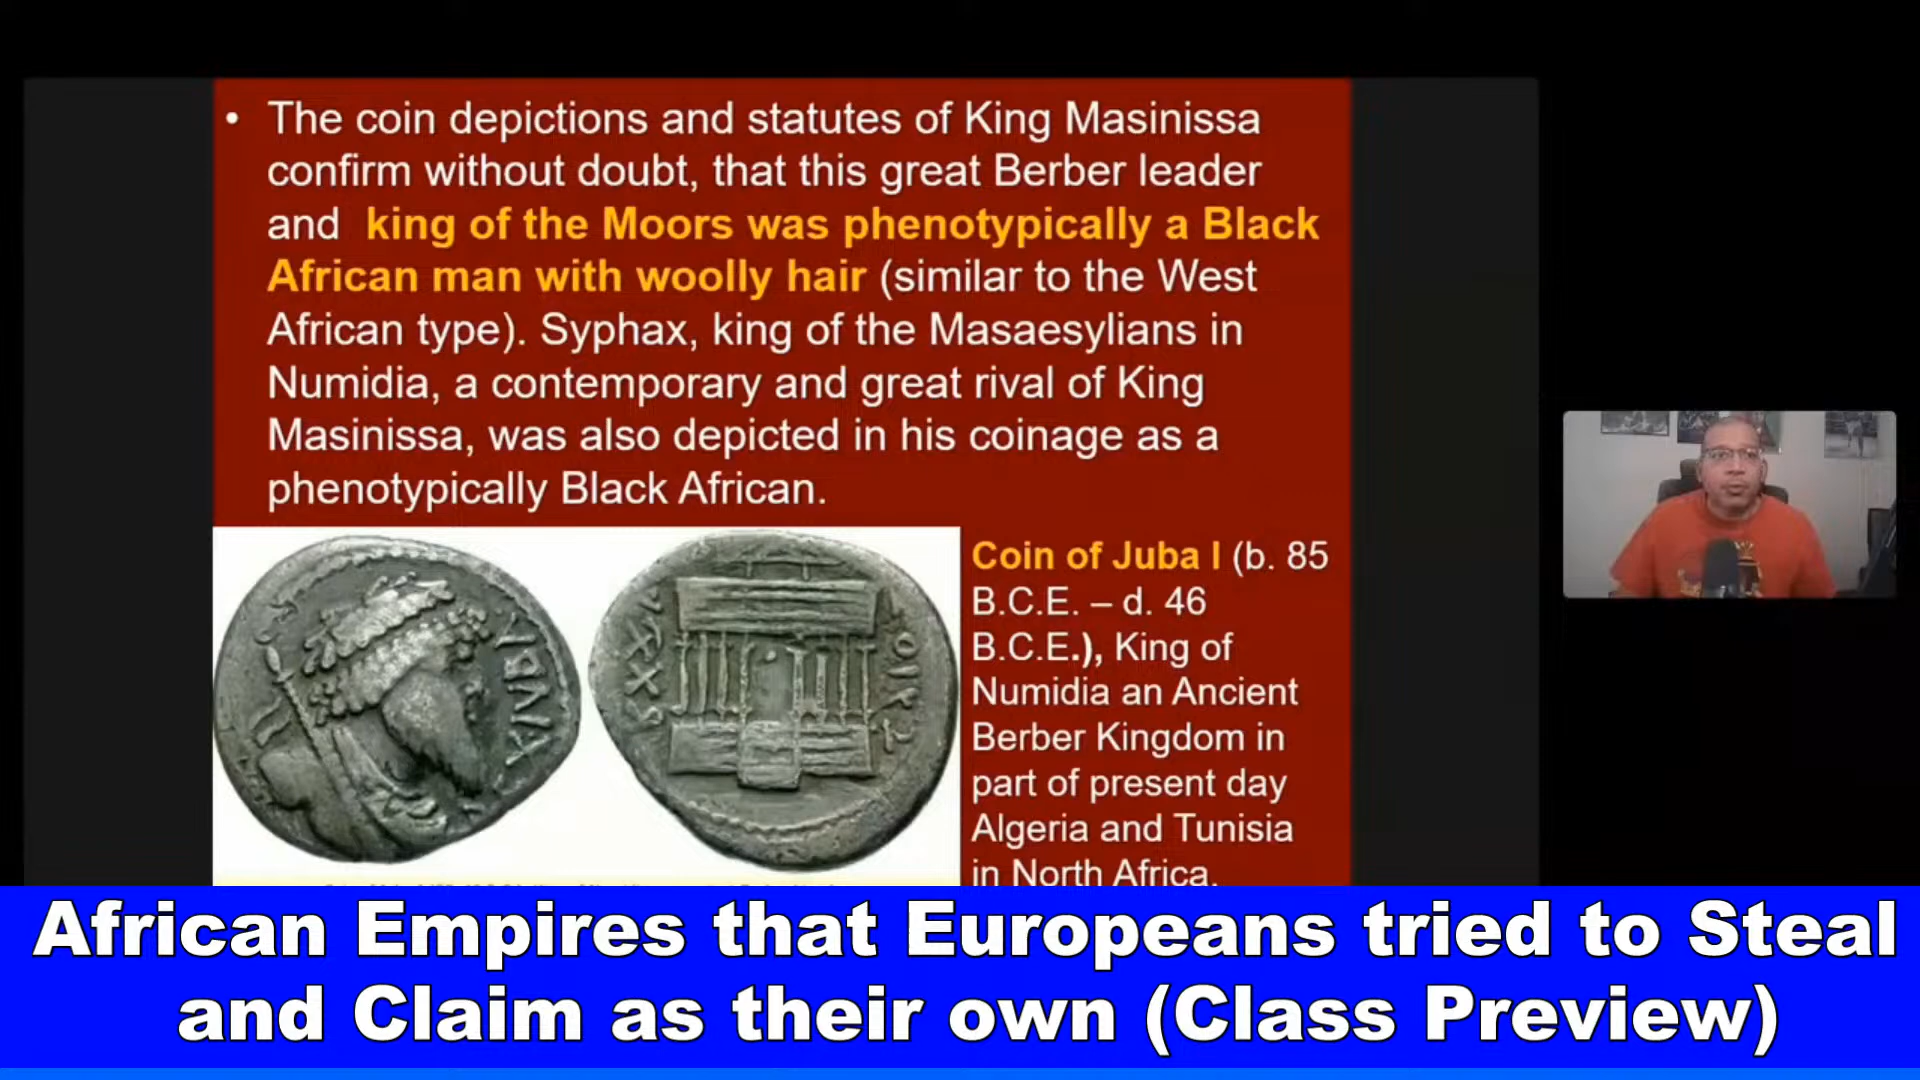 • The coin depictions and statutes of King Masinissa
confirm without doubt, that this great Berber leader
and king of the Moors was phenotypically a Black
African man with woolly hair (similar to the West
African type). Syphax, king of the Masaesylians in
Numidia, a contemporary and great rival of King
Masinissa, was also depicted in his coinage as a
phenotypically Black African.
Coin of Juba I (b. 85
B.C.E. – d. 46
B.C.E.), King of
Numidia an Ancient
Berber Kingdom in
part of present day
Algeria and Tunisia
in North Africa.
African Empires that Europeans tried to Steal
and Claim as their own (Class Preview)